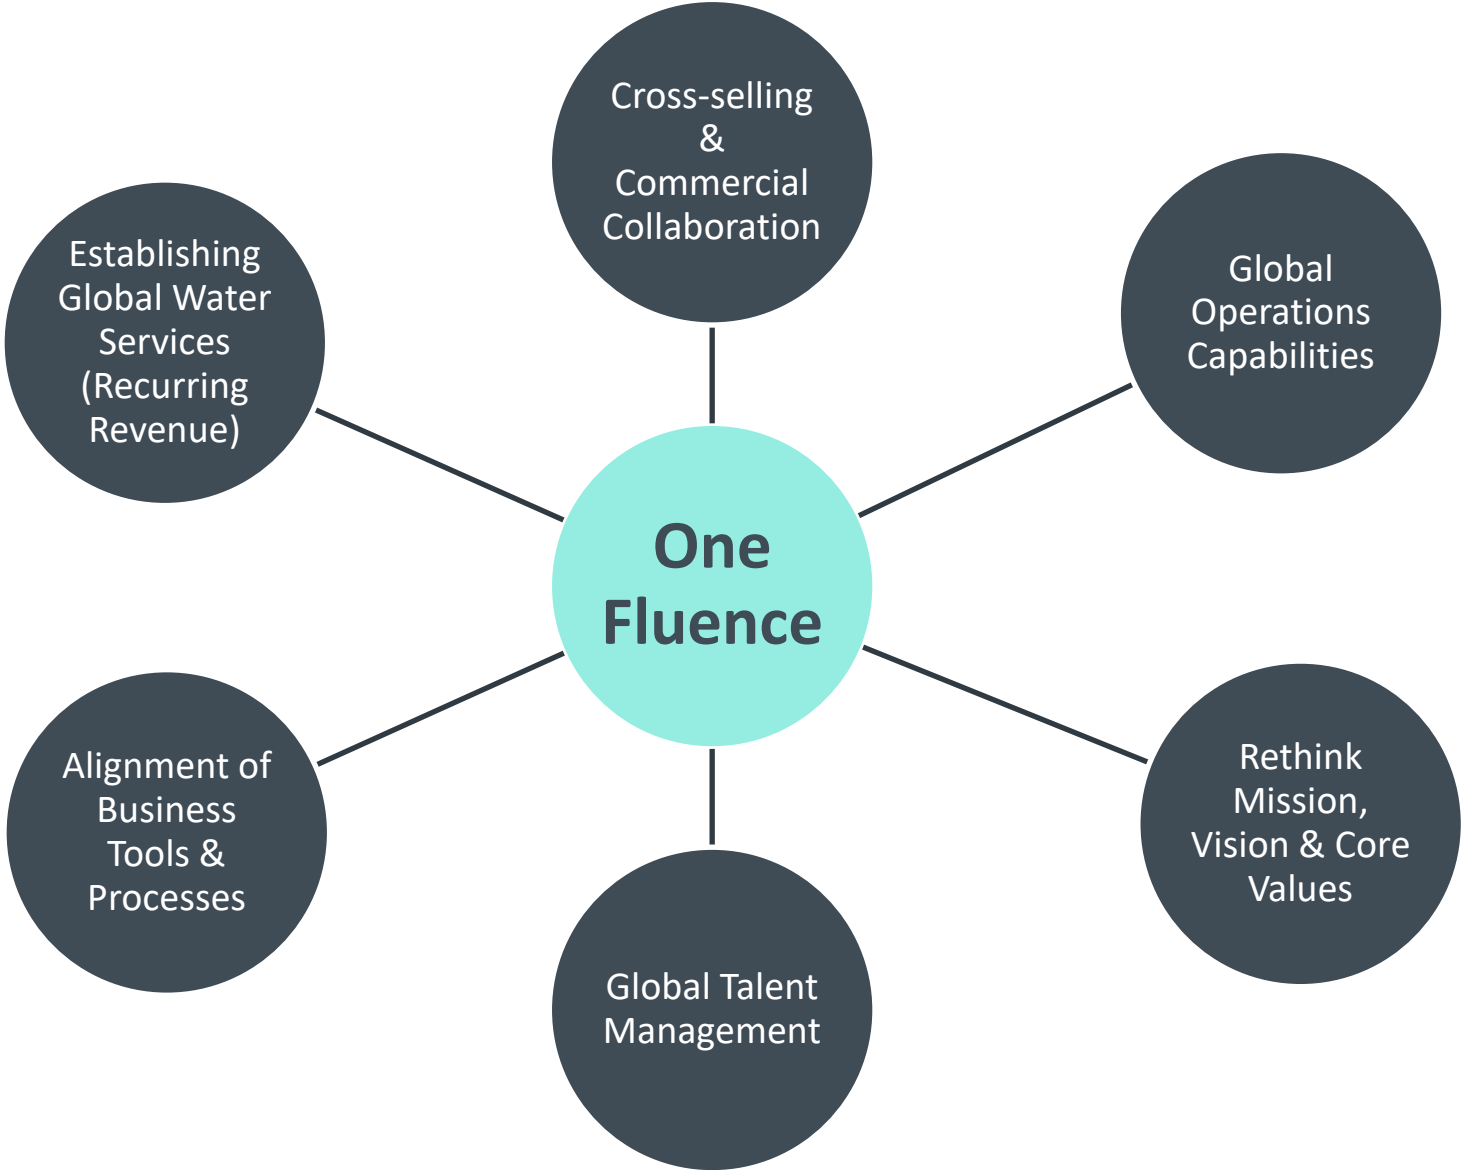 Cross-selling
&
Commercial
Collaboration
Global
Operations
Capabilities
Rethink
Mission,
Vision & Core
Values
Global Talent
Management
Alignment of
Business
Tools &
Processes
Establishing
Global Water
Services
(Recurring
Revenue)
One
Fluence